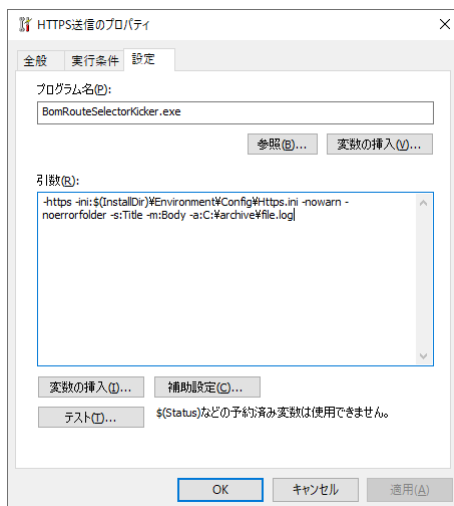 HTTPS送信のプロパティ
全般 実行条件 設定
プログラム名(P):
BomRouteSelectorKicker.exe
参照(B)... 変数の挿入(V)...
引数(R):
-https -ini:$(InstallDir)¥Environment¥Config¥Https.ini -nowarn -
noerrorfolder -s:Title -m:Body -a:C:¥archive¥file.log
変数の挿入(I)... 補助設定(C)...
テスト(T)... $(Status)などの予約済み変数は使用できません。
OK キャンセル 適用(A)